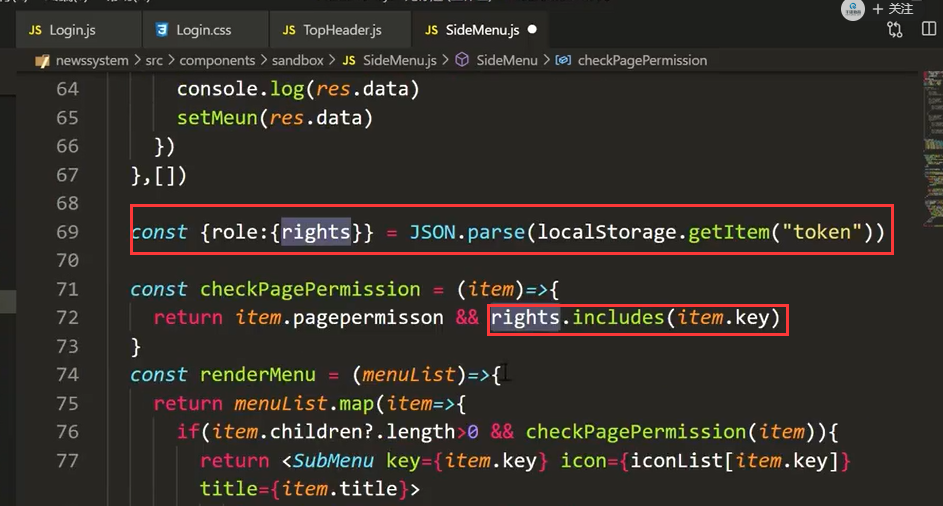 + 关注
JS Login.js
Login.css
JS TopHeader.js
JS SideMenu.js
newssystem > src > components > sandbox > JS SideMenu.js > SideMenu > checkPagePermission
64 console.log(res.data)
65 setMeun(res.data)
66 })
67 },[])
68
69 const {role:{rights}} = JSON.parse(localStorage.getItem("token"))
70
71 const checkPagePermission = (item)=>{
72 return item.pagepermisson && rights.includes(item.key)
73 }
74 const renderMenu = (menuList)=>{
75 return menuList.map(item=>{
76 if(item.children?.length>0 && checkPagePermission(item)){
77 return <SubMenu key={item.key} icon={iconList[item.key]}
title={item.title}>